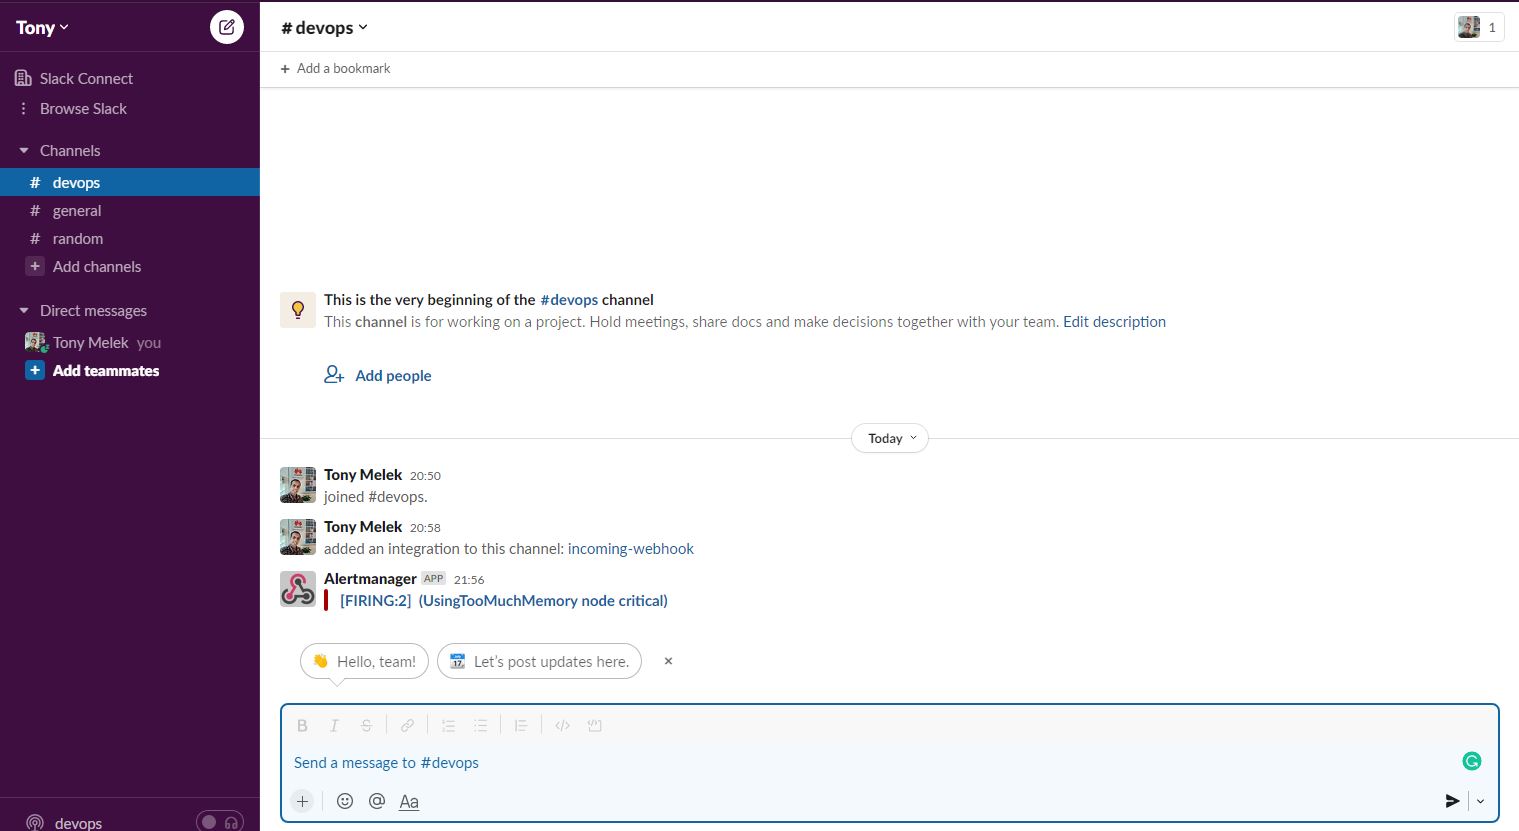 Tony
Slack Connect
Browse Slack
Channels
# devops
# general
# random
+ Add channels
Direct messages
Tony Melek you
+ Add teammates
devops
# devops
1
+ Add a bookmark
This is the very beginning of the #devops channel
This channel is for working on a project. Hold meetings, share docs and make decisions together with your team. Edit description
Add people
Today
Tony Melek 20:50
joined #devops.
Tony Melek 20:58
added an integration to this channel: incoming-webhook
Alertmanager APP 21:56
[FIRING:2] (UsingTooMuchMemory node critical)
👋 Hello, team!
17 Let's post updates here. ×
B I S
Send a message to #devops
+ @ Aa